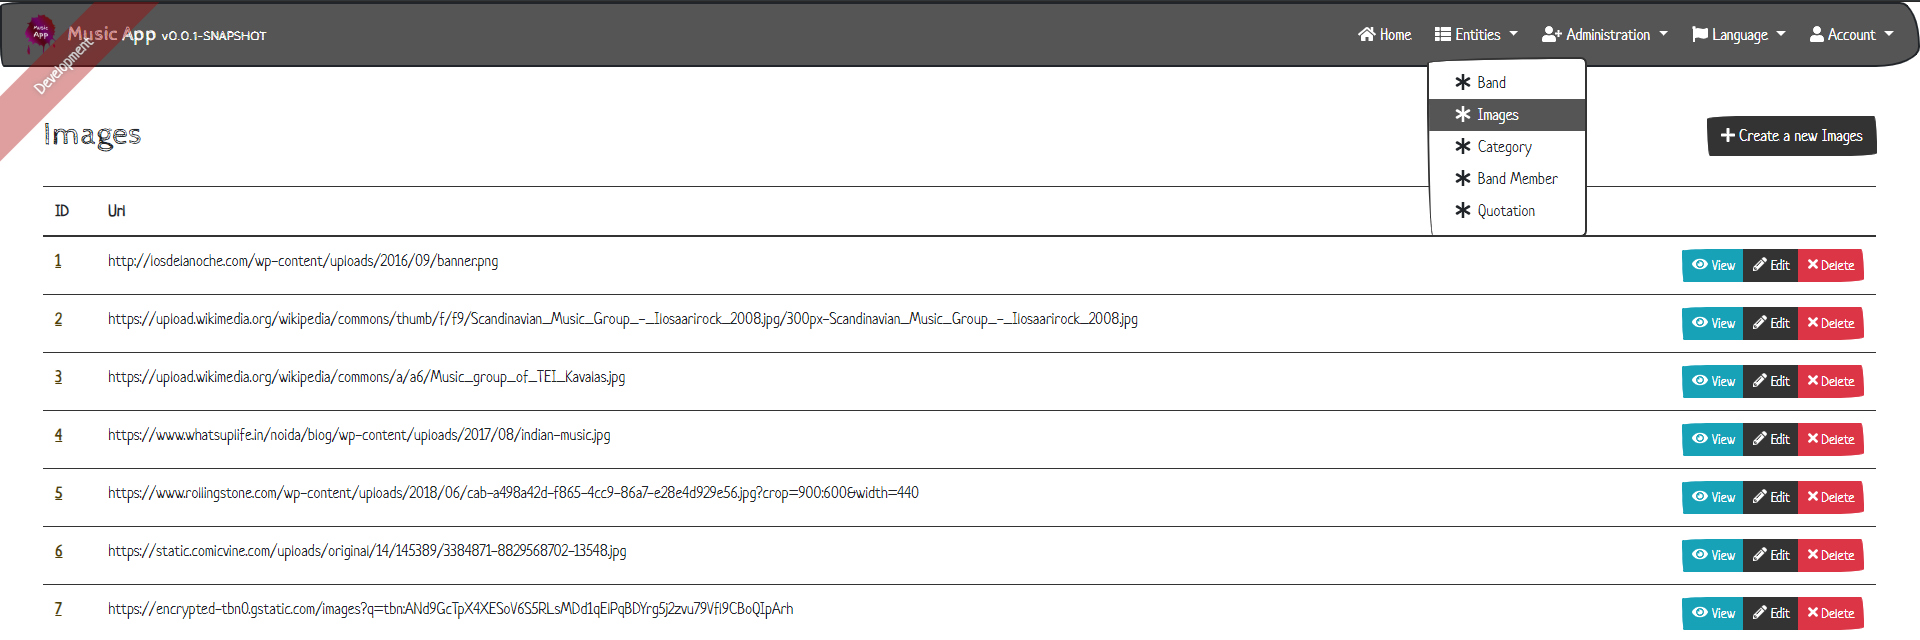 Music App
Music App v0.0.1-SNAPSHOT
Home
Entities
Administration
Language
Account
Development
Band
Images
Category
Band Member
Quotation
Images
Create a new Images
ID Url
1 http://losdelanoche.com/wp-content/uploads/2016/09/banner.png View Edit Delete
2 https://upload.wikimedia.org/wikipedia/commons/thumb/f/f9/Scandinavian_Music_Group_-_Ilosaarirock_2008.jpg/300px-Scandinavian_Music_Group_-_Ilosaarirock_2008.jpg View Edit Delete
3 https://upload.wikimedia.org/wikipedia/commons/a/a6/Music_group_of_TEI_Kavalas.jpg View Edit Delete
4 https://www.whatsuplife.in/noida/blog/wp-content/uploads/2017/08/indian-music.jpg View Edit Delete
5 https://www.rollingstone.com/wp-content/uploads/2018/06/cab-a498a42d-f865-4cc9-86a7-e28e4d929e56.jpg?crop=900:600&width=440 View Edit Delete
6 https://static.comicvine.com/uploads/original/14/145389/3384871-8829568702-13548.jpg View Edit Delete
7 https://encrypted-tbn0.gstatic.com/images?q=tbn:ANd9GcTpX4XESoV6S5RLsMDd1qEiPqBDYrg5j2zvu79Vfl9CBoQIpArh View Edit Delete